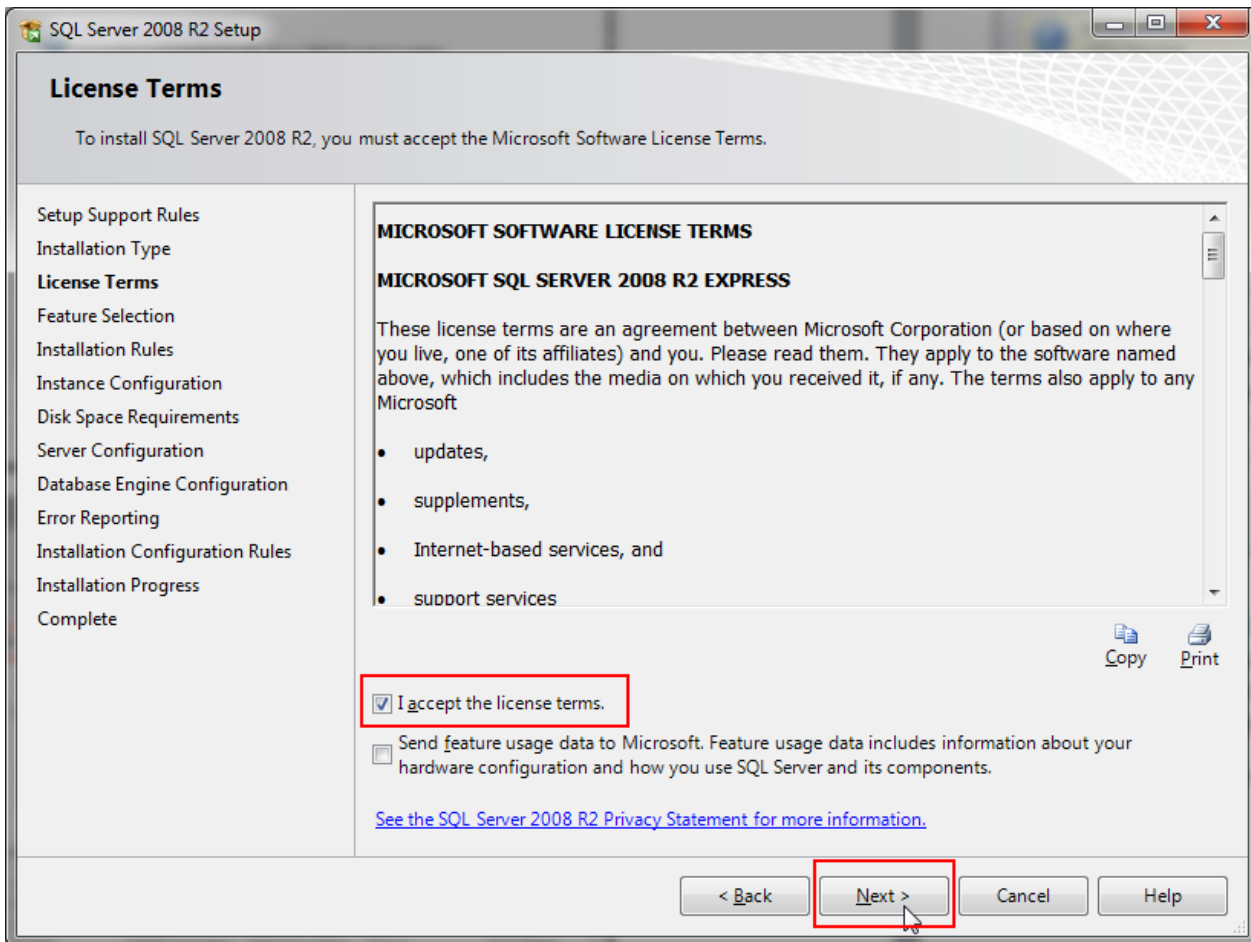 SQL Server 2008 R2 Setup
License Terms
To install SQL Server 2008 R2, you must accept the Microsoft Software License Terms.
Setup Support Rules
Installation Type
License Terms
Feature Selection
Installation Rules
Instance Configuration
Disk Space Requirements
Server Configuration
Database Engine Configuration
Error Reporting
Installation Configuration Rules
Installation Progress
Complete
MICROSOFT SOFTWARE LICENSE TERMS
MICROSOFT SQL SERVER 2008 R2 EXPRESS
These license terms are an agreement between Microsoft Corporation (or based on where
you live, one of its affiliates) and you. Please read them. They apply to the software named
above, which includes the media on which you received it, if any. The terms also apply to any
Microsoft
• updates,
• supplements,
• Internet-based services, and
• support services
Copy Print
I accept the license terms.
Send feature usage data to Microsoft. Feature usage data includes information about your
hardware configuration and how you use SQL Server and its components.
See the SQL Server 2008 R2 Privacy Statement for more information.
< Back Next > Cancel Help